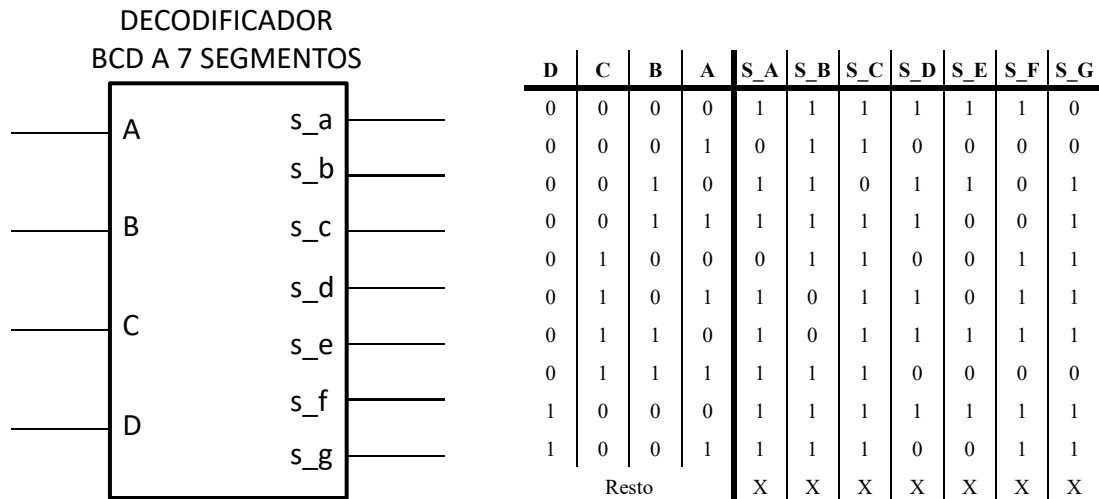 DECODIFICADOR
BCD A 7 SEGMENTOS
A
B
C
D
s_a
s_b
s_c
s_d
s_e
s_f
s_g
D C B A S_A S_B S_C S_D S_E S_F S_G
0 0 0 0 1 1 1 1 1 1 0
0 0 0 1 0 1 1 0 0 0 0
0 0 1 0 1 1 0 1 1 0 1
0 0 1 1 1 1 1 1 0 0 1
0 1 0 0 0 1 1 0 0 1 1
0 1 0 1 1 0 1 1 0 1 1
0 1 1 0 1 0 1 1 1 1 1
0 1 1 1 1 1 1 0 0 0 0
1 0 0 0 1 1 1 1 1 1 1
1 0 0 1 1 1 1 0 0 1 1
Resto X X X X X X X